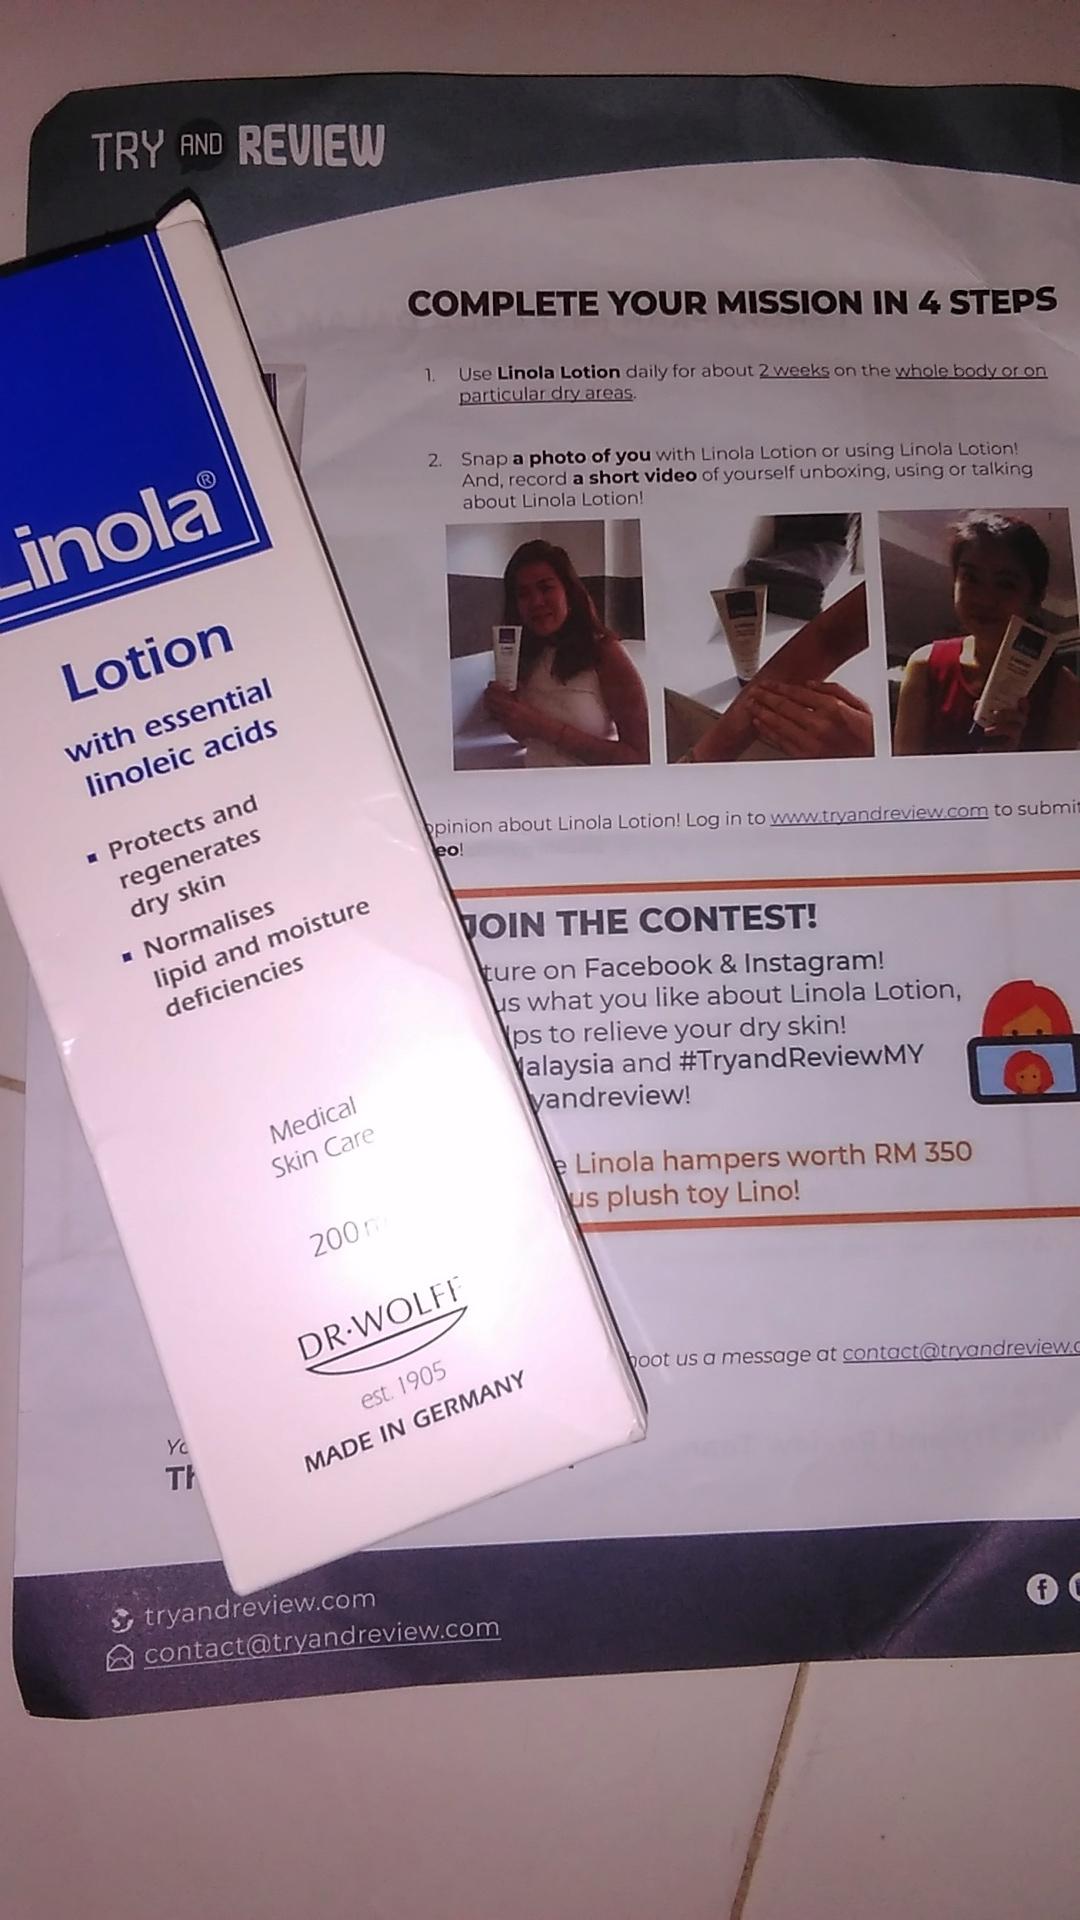 TRY AND REVIEW
COMPLETE YOUR MISSION IN 4 STEPS
1. Use Linola Lotion daily for about 2 weeks on the whole body or on
particular dry areas.
2. Snap a photo of you with Linola Lotion or using Linola Lotion!
And, record a short video of yourself unboxing, using or talking
about Linola Lotion!
opinion about Linola Lotion! Log in to www.tryandreview.com to submit
eo!
JOIN THE CONTEST!
ture on Facebook & Instagram!
us what you like about Linola Lotion,
lps to relieve your dry skin!
alaysia and #TryandReviewMY
yandreview!
e Linola hampers worth RM 350
us plush toy Lino!
hoot us a message at contact@tryandreview.c
tryandreview.com
contact@tryandreview.com
Linola®
Lotion
with essential
linoleic acids
▪ Protects and
regenerates
dry skin
▪ Normalises
lipid and moisture
deficiencies
Medical
Skin Care
200 m
DR·WOLFF
est. 1905
MADE IN GERMANY